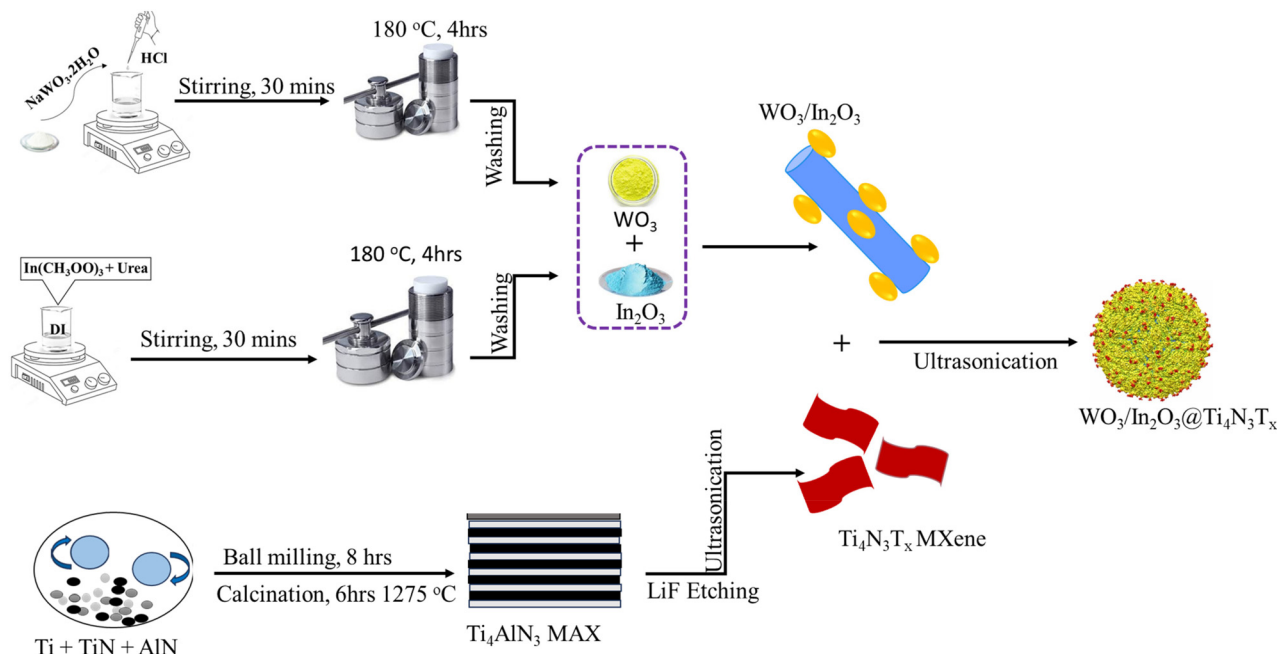 NaWO₃.2H₂O
HCl
Stirring, 30 mins
180 °C, 4hrs
Washing
In(CH₃OO)₃ + Urea
DI
Stirring, 30 mins
180 °C, 4hrs
Washing
WO₃
+
In₂O₃
WO₃/In₂O₃
+
Ultrasonication
WO₃/In₂O₃@Ti₄N₃Tₓ
Ti + TiN + AlN
Ball milling, 8 hrs
Calcination, 6hrs 1275 °C
Ti₄AlN₃ MAX
LiF Etching
Ultrasonication
Ti₄N₃Tₓ MXene